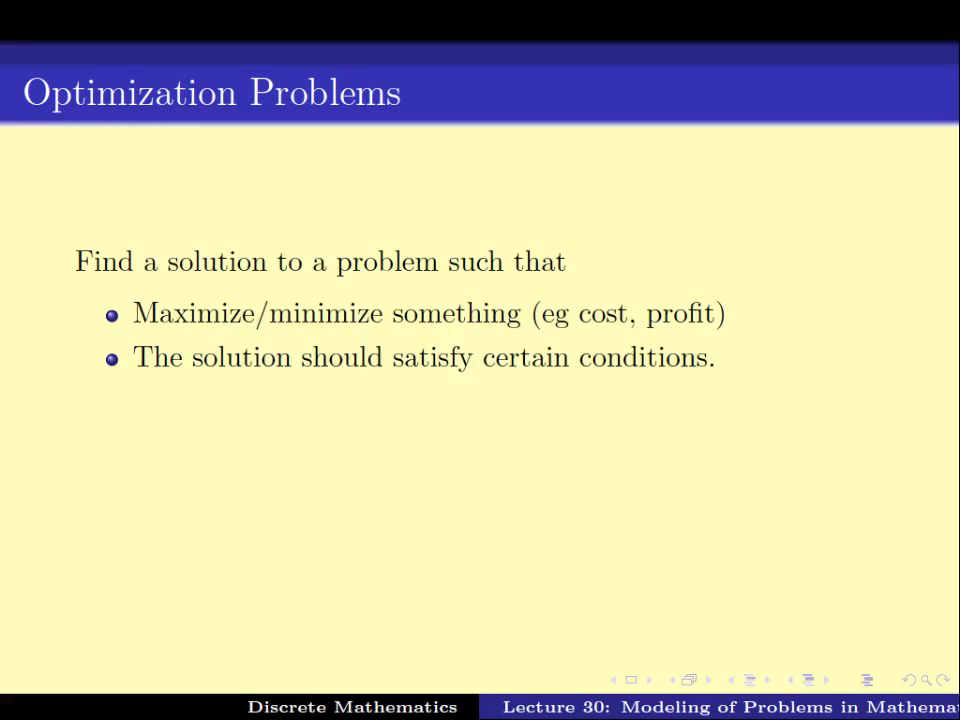 Optimization Problems
Find a solution to a problem such that
Maximize/minimize something (eg cost, profit)
The solution should satisfy certain conditions.
Discrete Mathematics Lecture 30: Modeling of Problems in Mathemat